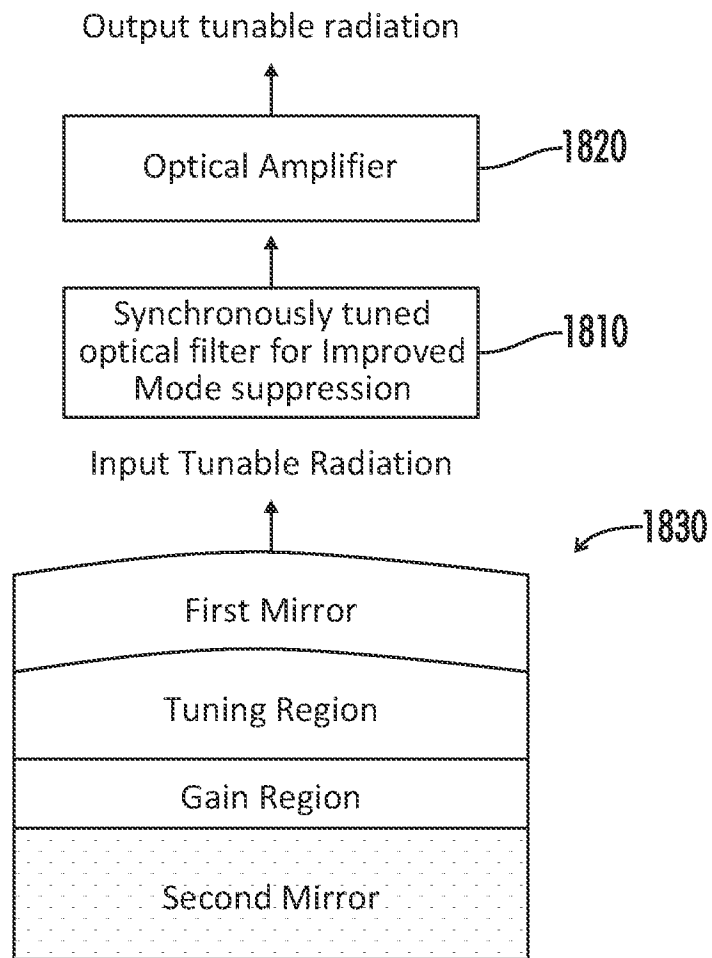 Output tunable radiation
Optical Amplifier
1820
Synchronously tuned
optical filter for Improved
Mode suppression
1810
Input Tunable Radiation
1830
First Mirror
Tuning Region
Gain Region
Second Mirror